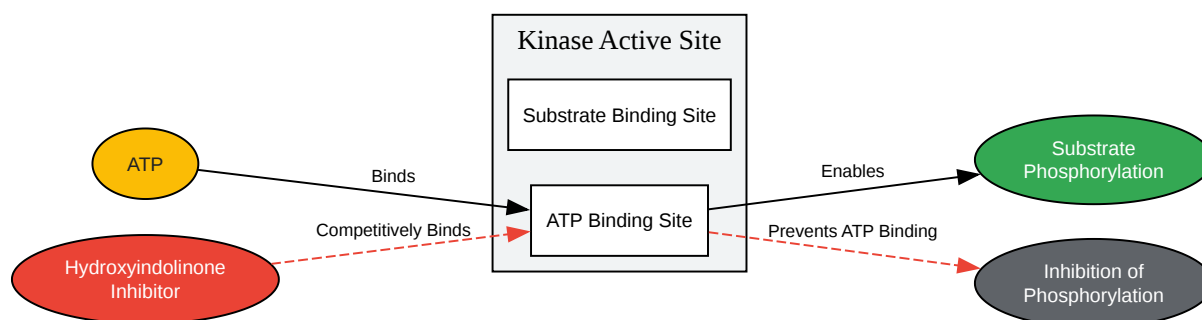 Kinase Active Site
Substrate Binding Site
ATP
Binds
ATP Binding Site
Enables
Substrate
Phosphorylation
Hydroxyindolinone
Inhibitor
Competitively Binds
Prevents ATP Binding
Inhibition of
Phosphorylation